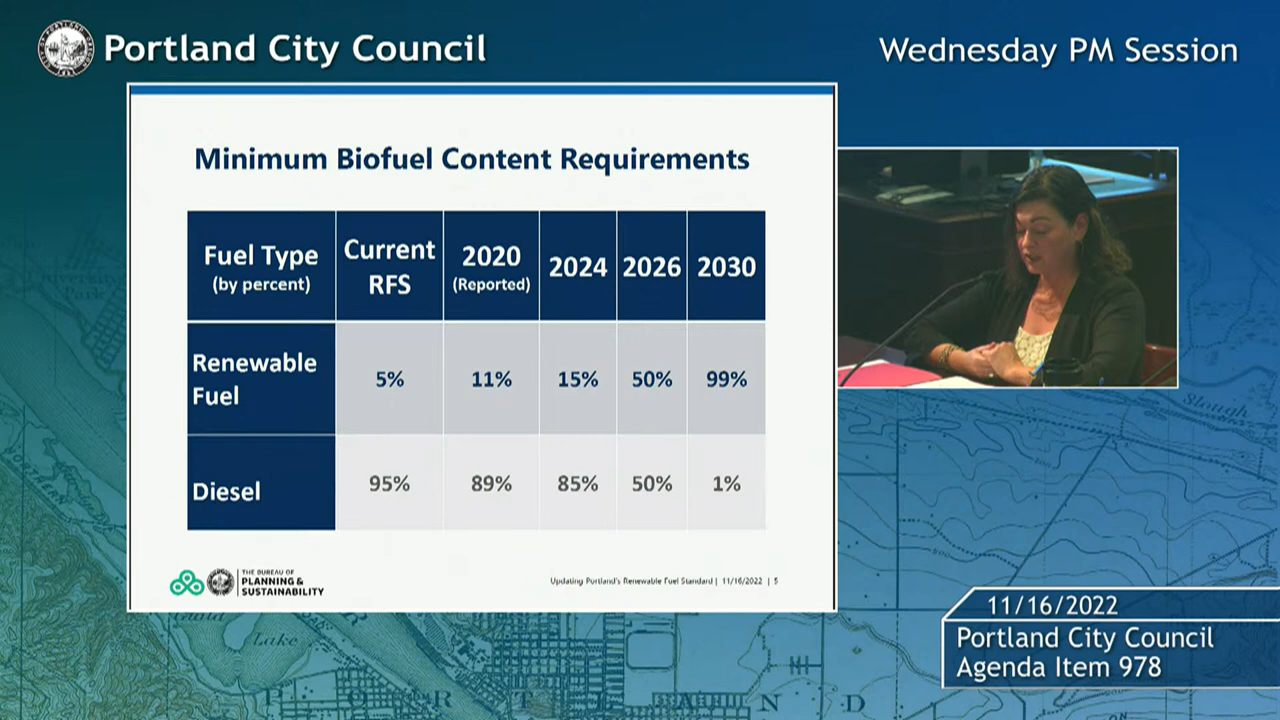 Portland City Council
Wednesday PM Session
Minimum Biofuel Content Requirements
Fuel Type (by percent) Current RFS 2020 (Reported) 2024 2026 2030
Renewable Fuel 5% 11% 15% 50% 99%
Diesel 95% 89% 85% 50% 1%
THE BUREAU OF
PLANNING &
SUSTAINABILITY
Updating Portland's Renewable Fuel Standard | 11/16/2022 | 5
Slough
Guild
Lake
P O R T L A N D
11/16/2022
Portland City Council
Agenda Item 978